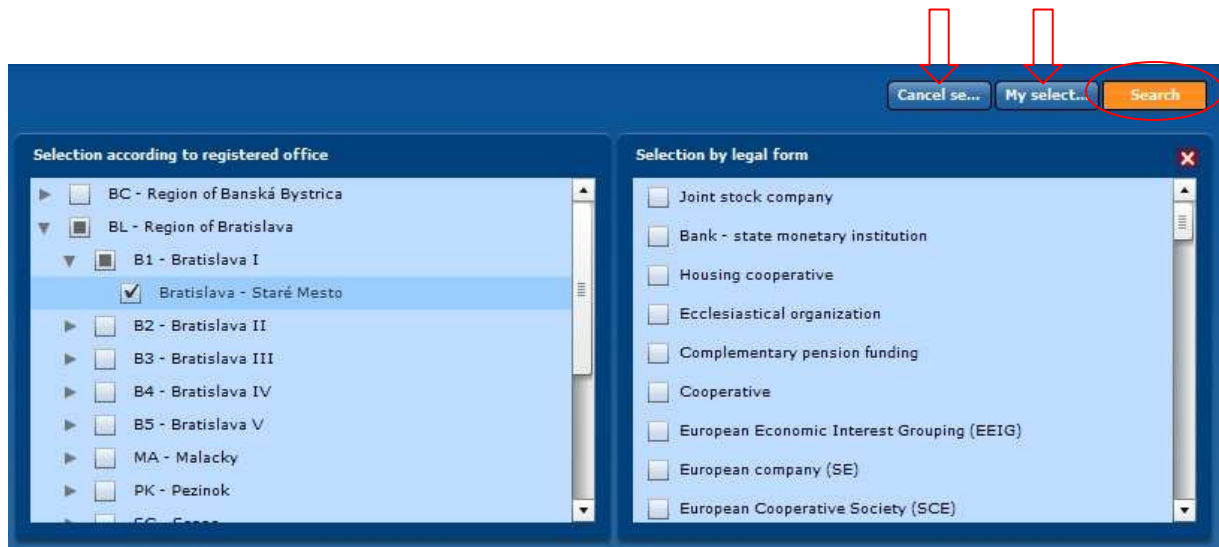 Cancel se... My select... Search
Selection according to registered office
BC - Region of Banská Bystrica
BL - Region of Bratislava
B1 - Bratislava I
Bratislava - Staré Mesto
B2 - Bratislava II
B3 - Bratislava III
B4 - Bratislava IV
B5 - Bratislava V
MA - Malacky
PK - Pezinok
Selection by legal form
Joint stock company
Bank - state monetary institution
Housing cooperative
Ecclesiastical organization
Complementary pension funding
Cooperative
European Economic Interest Grouping (EEIG)
European company (SE)
European Cooperative Society (SCE)